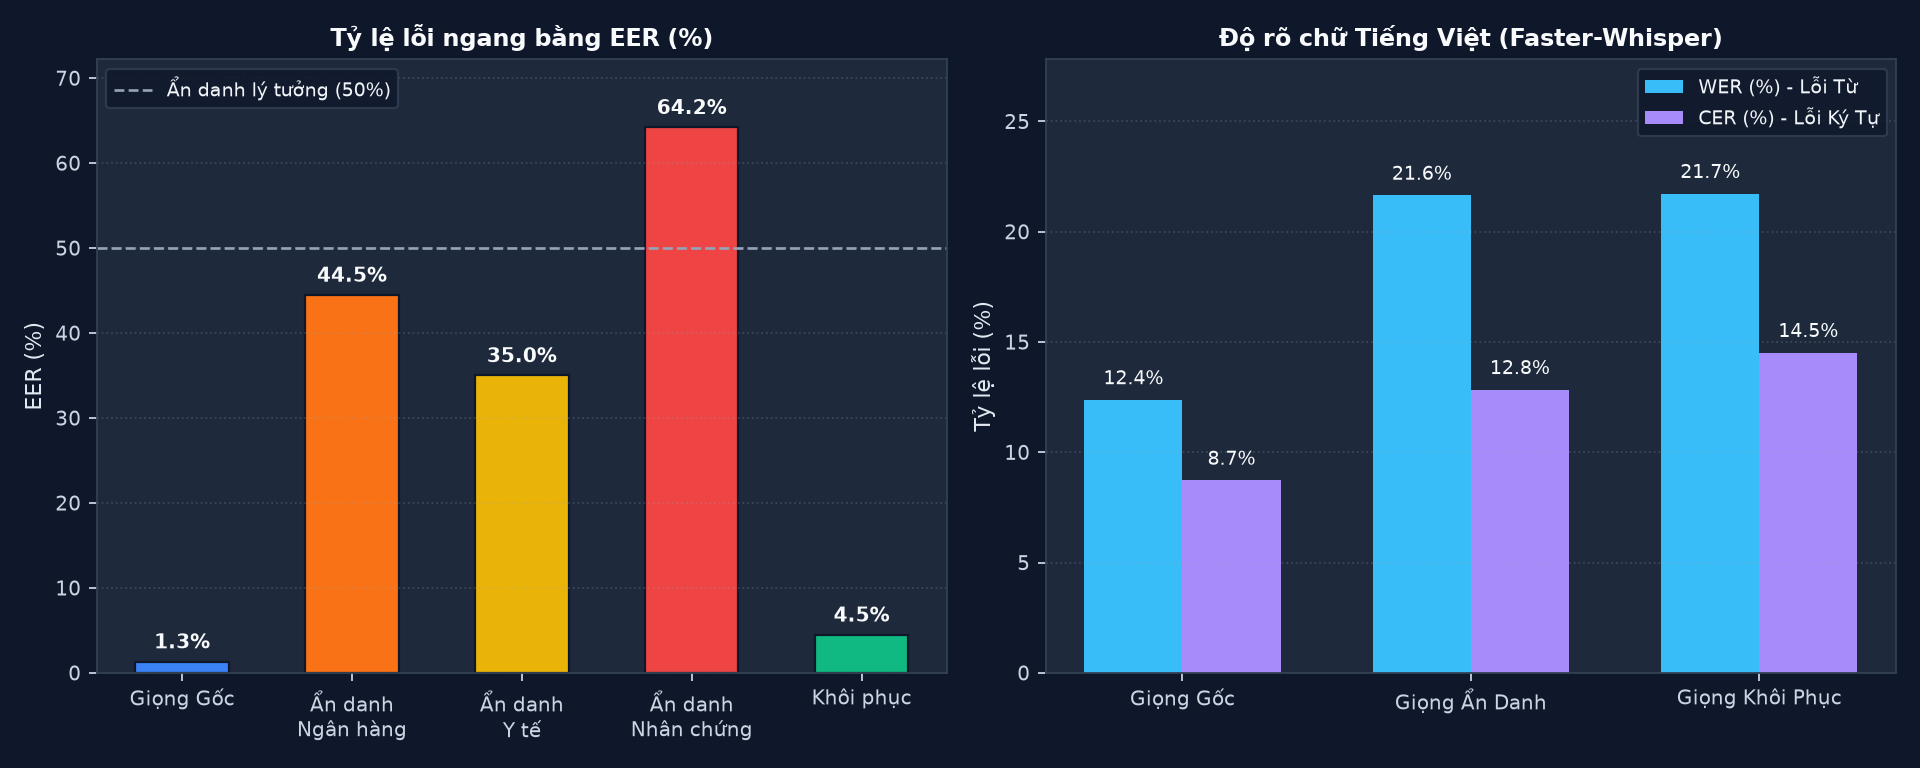 Tỷ lệ lỗi ngang bằng EER (%)
Ẩn danh lý tưởng (50%)
EER (%)
70
60
50
40
30
20
10
0
1.3%
44.5%
35.0%
64.2%
4.5%
Giọng Gốc
Ẩn danh
Ngân hàng
Ẩn danh
Y tế
Ẩn danh
Nhân chứng
Khôi phục
Độ rõ chữ Tiếng Việt (Faster-Whisper)
WER (%) - Lỗi Từ
CER (%) - Lỗi Ký Tự
Tỷ lệ lỗi (%)
25
20
15
10
5
0
12.4%
8.7%
21.6%
12.8%
21.7%
14.5%
Giọng Gốc
Giọng Ẩn Danh
Giọng Khôi Phục